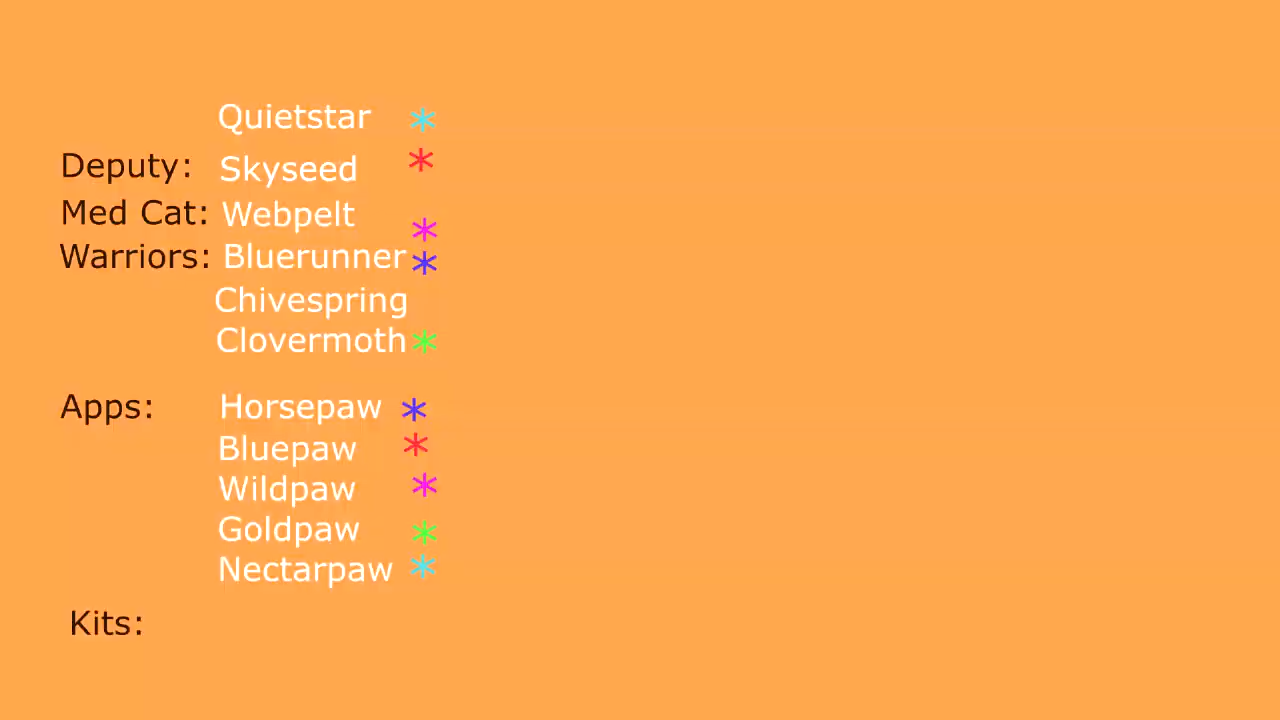 Quietstar *
Deputy: Skyseed *
Med Cat: Webpelt *
Warriors: Bluerunner *
Chivespring
Clovermoth *
Apps: Horsepaw *
Bluepaw *
Wildpaw *
Goldpaw *
Nectarpaw *
Kits: